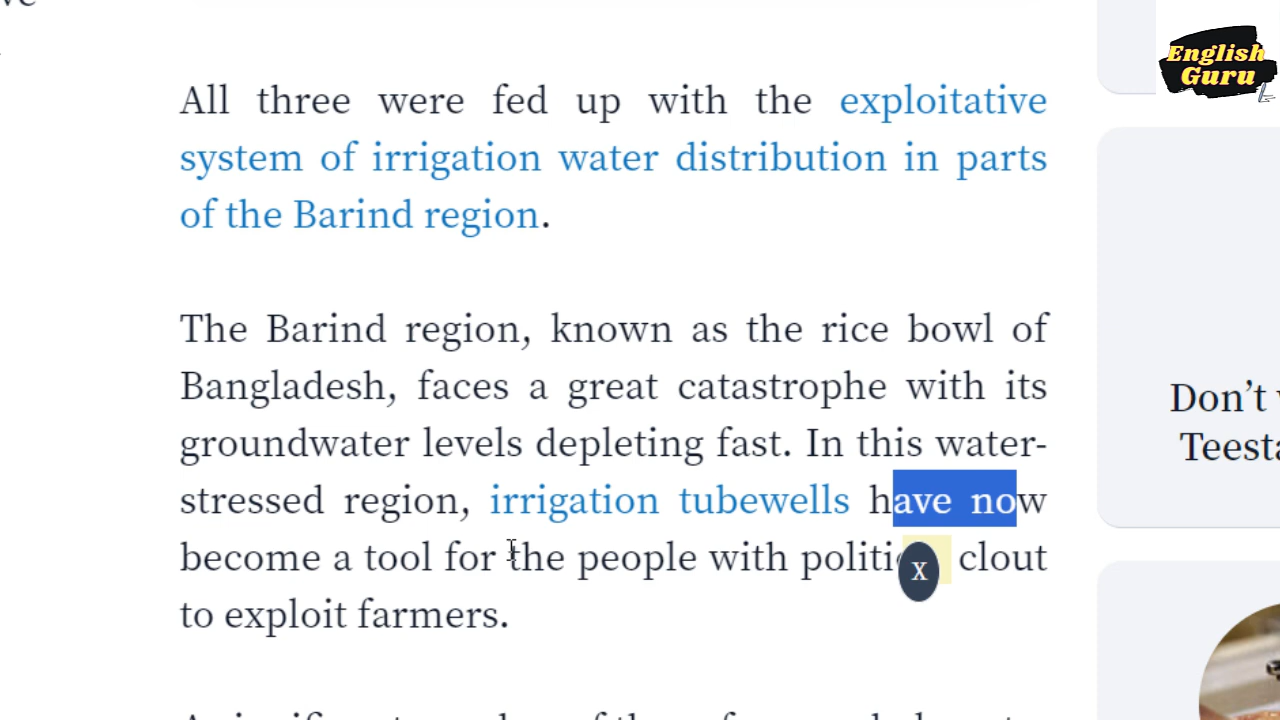 English
Guru
All three were fed up with the exploitative
system of irrigation water distribution in parts
of the Barind region.
The Barind region, known as the rice bowl of
Bangladesh, faces a great catastrophe with its
groundwater levels depleting fast. In this water-
stressed region, irrigation tubewells have now
become a tool for the people with politi clout
X
to exploit farmers.
Don’t
Teesta